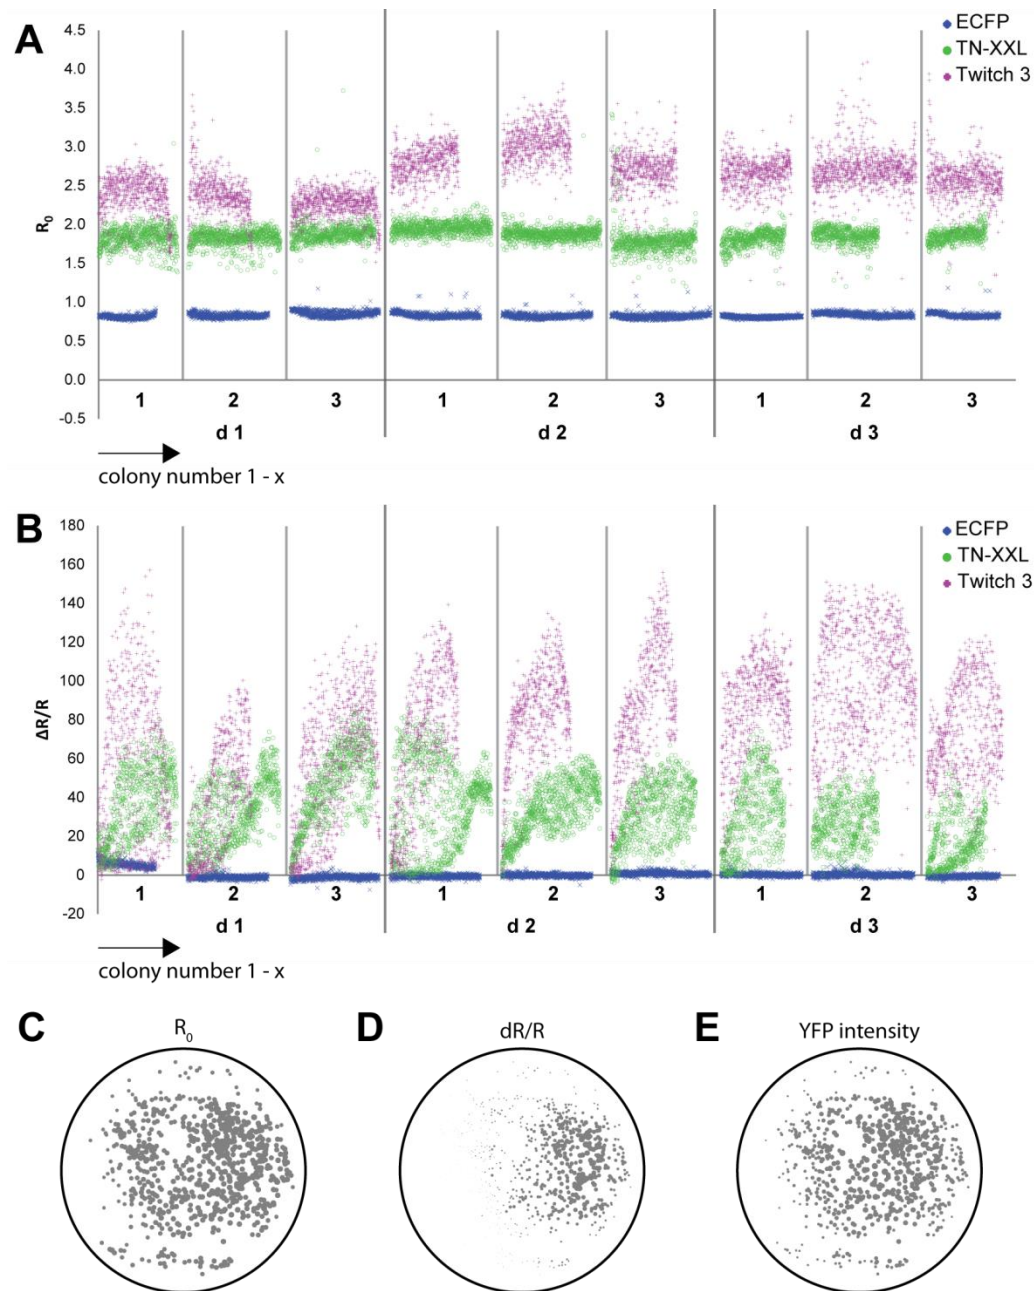 A
4.5
4.0
3.5
3.0
2.5
2.0
1.5
1.0
0.5
0.0
-0.5
R0
ECFP
TN-XXL
Twitch 3
1 2 3 1 2 3 1 2 3
d 1 d 2 d 3
colony number 1 - x
B
180
160
140
120
100
80
60
40
20
0
-20
ΔR/R
ECFP
TN-XXL
Twitch 3
1 2 3 1 2 3 1 2 3
d 1 d 2 d 3
colony number 1 - x
C R0
D dR/R
E YFP intensity